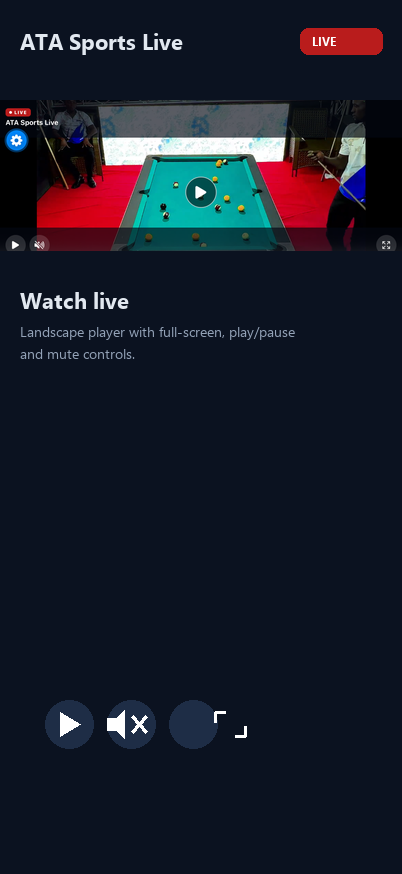 ATA Sports Live
LIVE
LIVE
ATA Sports Live
Watch live
Landscape player with full-screen, play/pause
and mute controls.